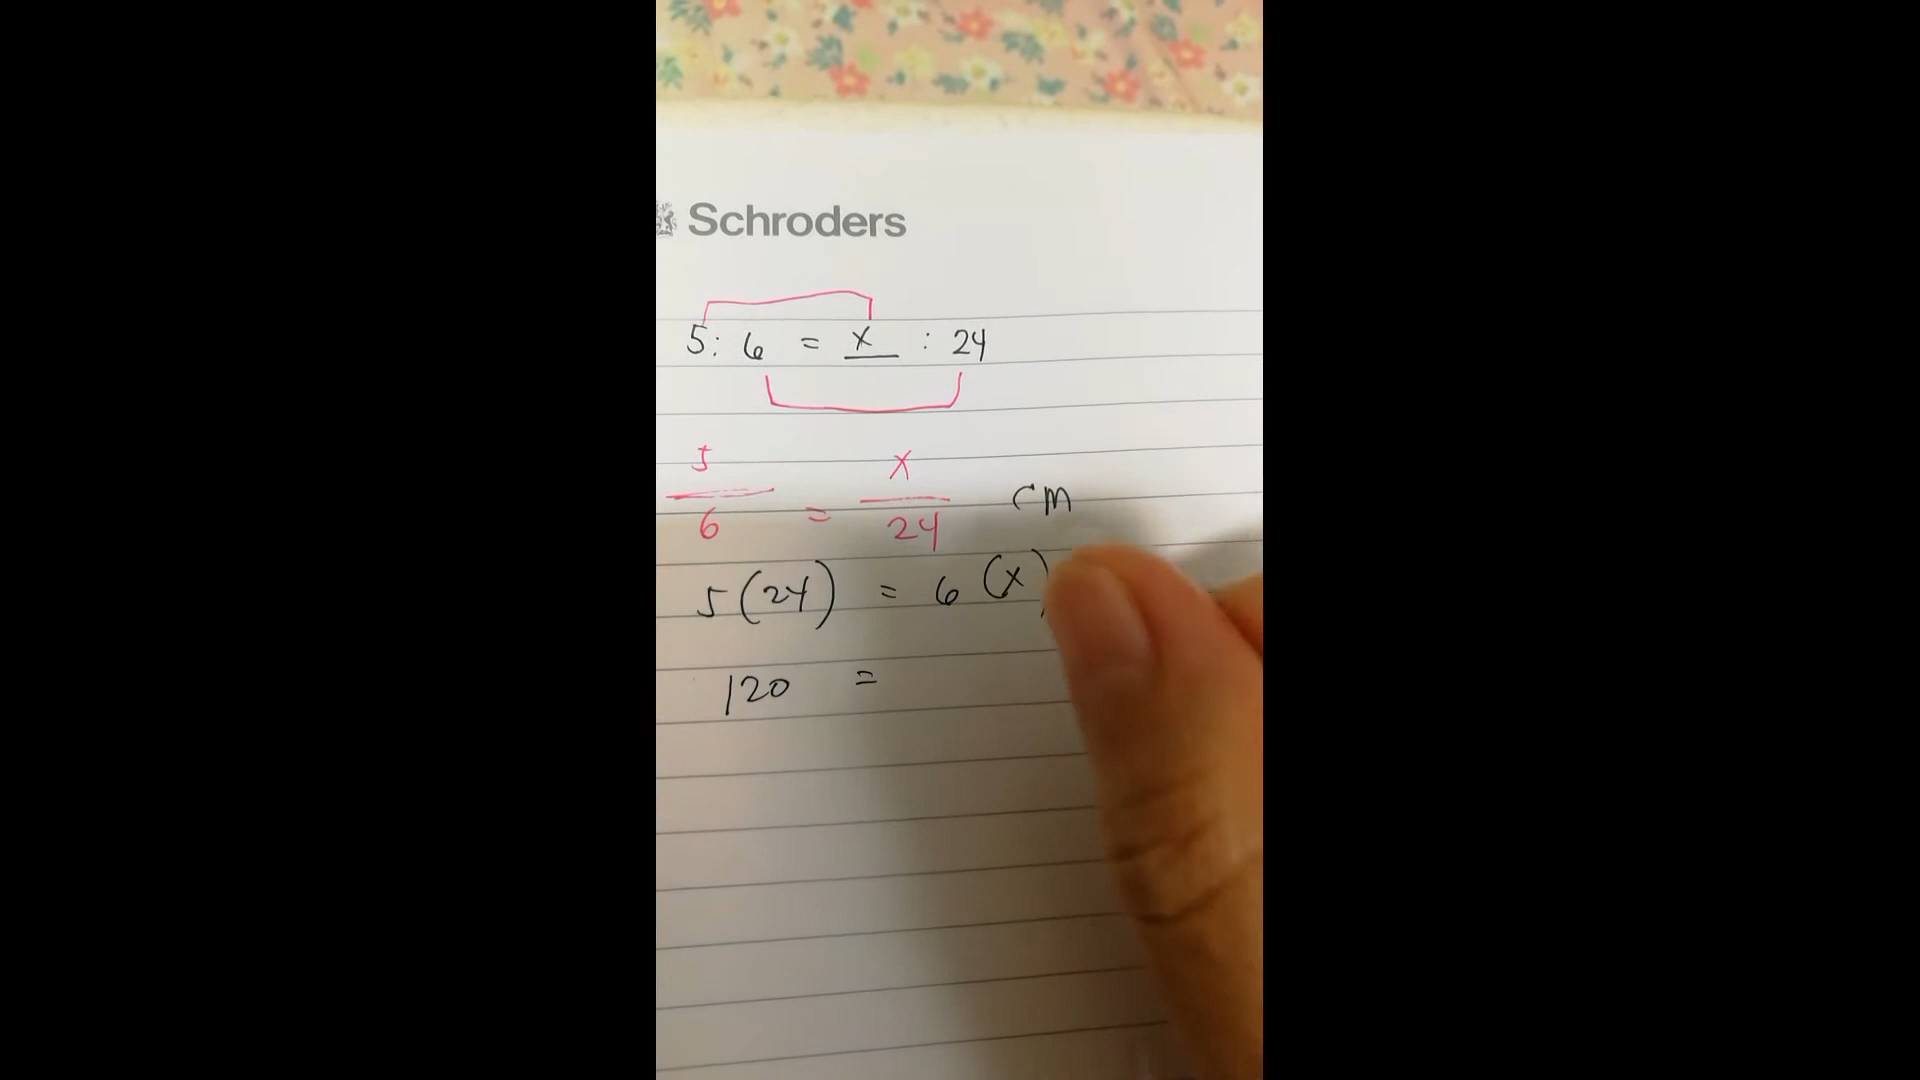 Schroders
5 : 6 = x : 24
5/6 = x/24 cm
5(24) = 6(x)
120 =